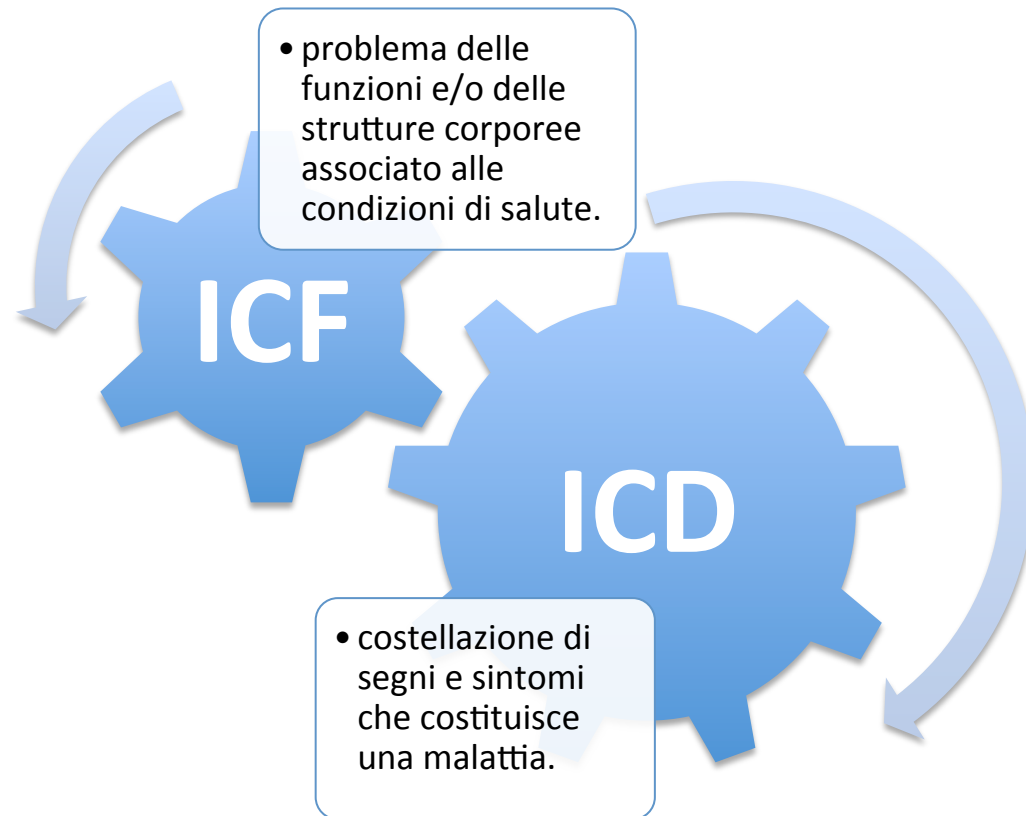 • problema delle
funzioni e/o delle
strutture corporee
associato alle
condizioni di salute.
ICF
ICD
• costellazione di
segni e sintomi
che costituisce
una malattia.